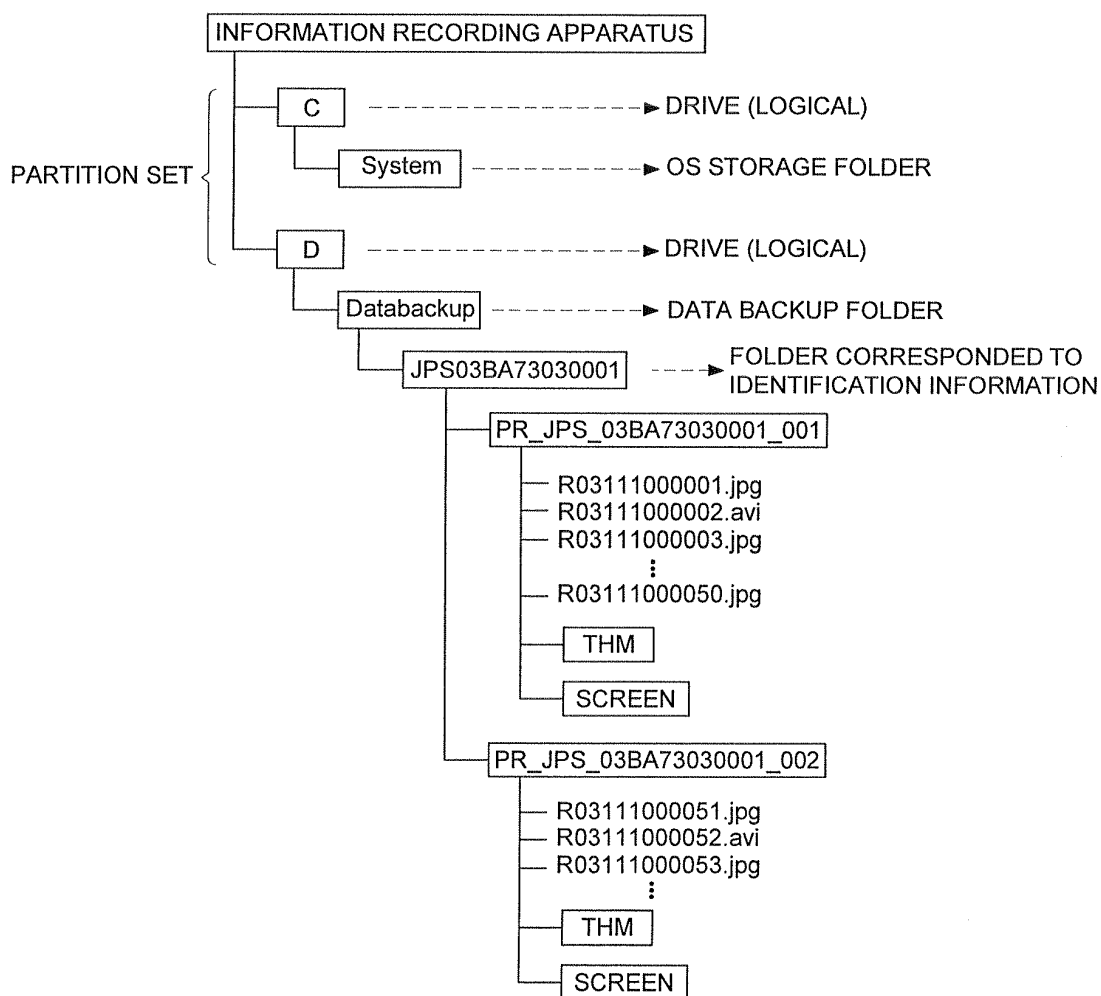 INFORMATION RECORDING APPARATUS
C
DRIVE (LOGICAL)
System
OS STORAGE FOLDER
PARTITION SET
D
DRIVE (LOGICAL)
Databackup
DATA BACKUP FOLDER
JPS03BA73030001
FOLDER CORRESPONDED TO
IDENTIFICATION INFORMATION
PR_JPS_03BA73030001_001
R03111000001.jpg
R03111000002.avi
R03111000003.jpg
R03111000050.jpg
THM
SCREEN
PR_JPS_03BA73030001_002
R03111000051.jpg
R03111000052.avi
R03111000053.jpg
THM
SCREEN